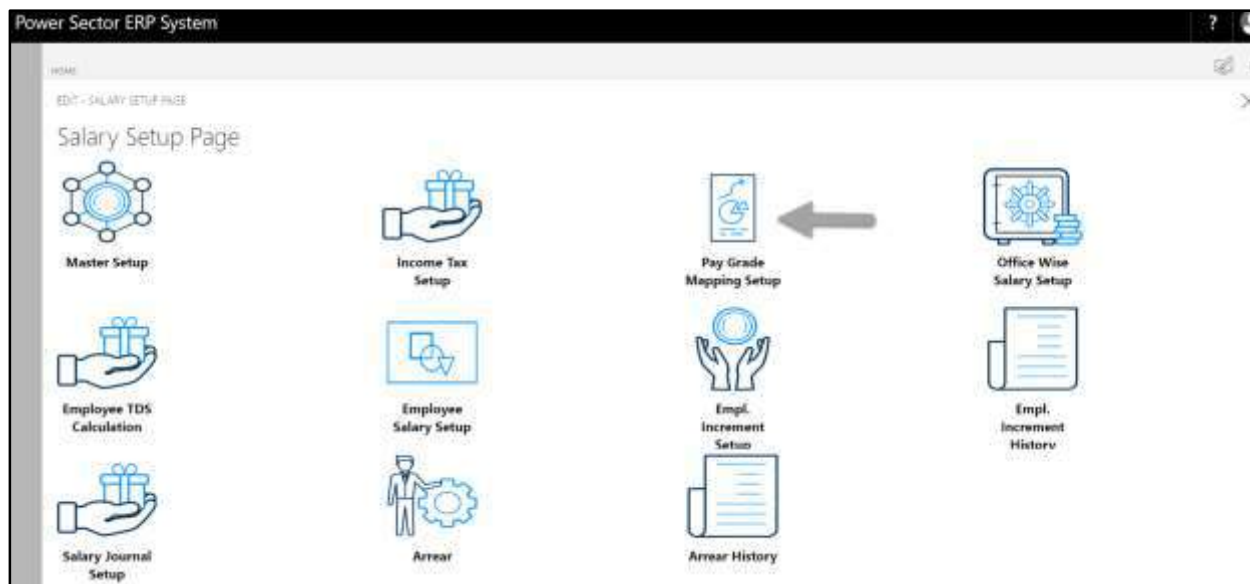 Power Sector ERP System
?
HOME
EDIT - SALARY SETUP PAGE
Salary Setup Page
Master Setup
Income Tax
Setup
Pay Grade
Mapping Setup
Office Wise
Salary Setup
Employee TDS
Calculation
Employee
Salary Setup
Empl.
Increment
Setup
Empl.
Increment
History
Salary Journal
Setup
Arrear
Arrear History